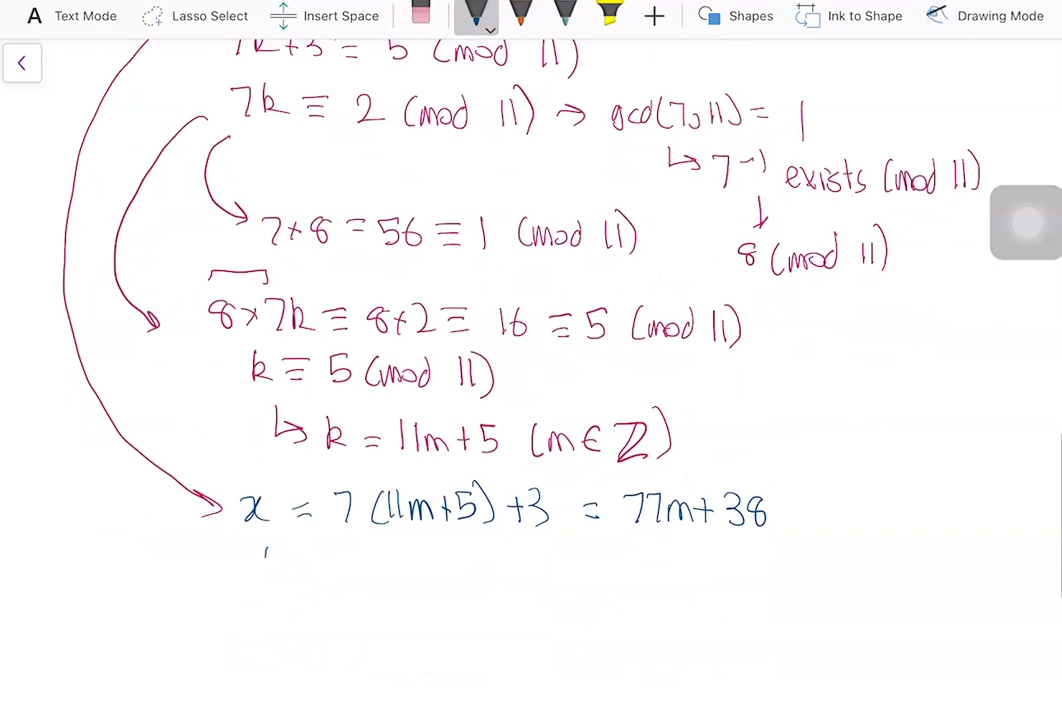 A Text Mode Lasso Select Insert Space Shapes Ink to Shape Drawing Mode
7k+3 ≡ 5 (mod 11)
7k ≡ 2 (mod 11) → gcd(7,11) = 1
↳ 7⁻¹ exists (mod 11)
↓
7×8 = 56 ≡ 1 (mod 11)
8 (mod 11)
8×7k ≡ 8×2 ≡ 16 ≡ 5 (mod 11)
k ≡ 5 (mod 11)
↳ k = 11m+5 (m∈ℤ)
x = 7(11m+5)+3 = 77m+38